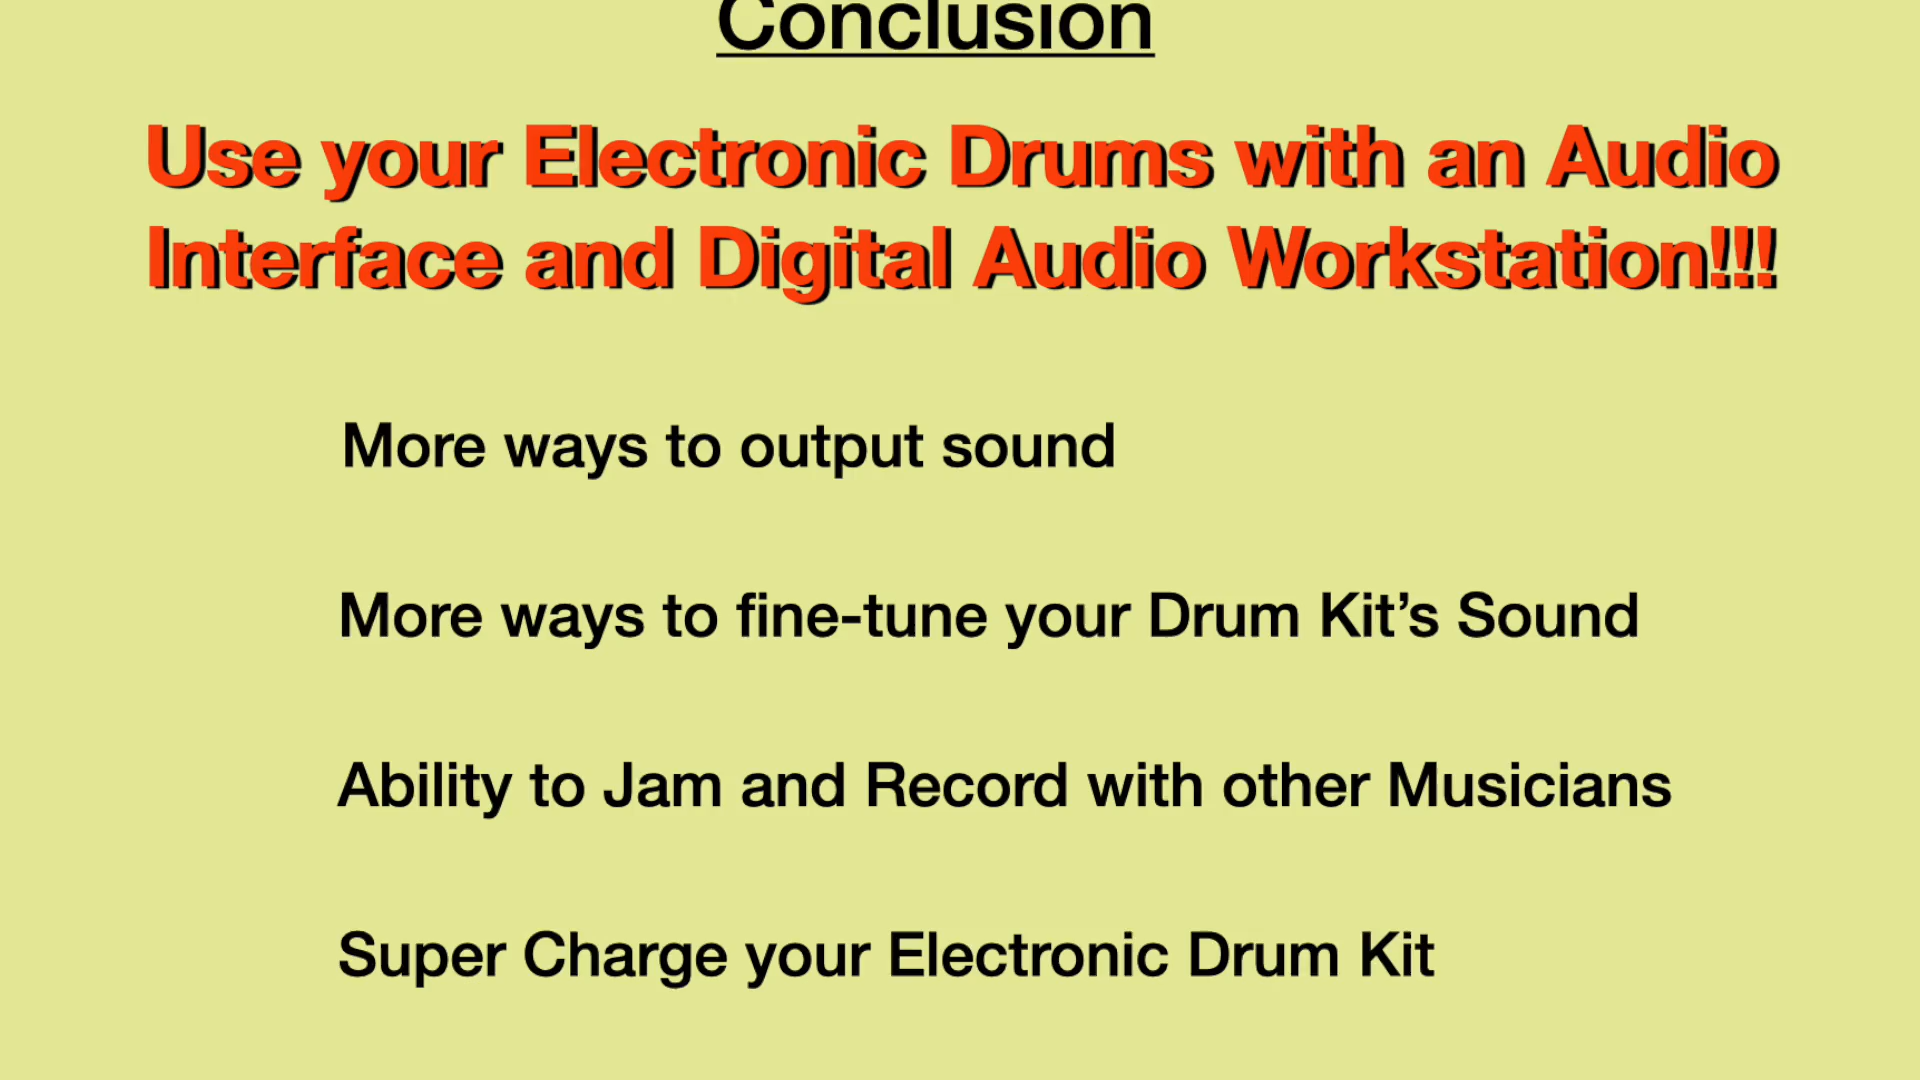 Conclusion
Use your Electronic Drums with an Audio
Interface and Digital Audio Workstation!!!
More ways to output sound
More ways to fine-tune your Drum Kit’s Sound
Ability to Jam and Record with other Musicians
Super Charge your Electronic Drum Kit